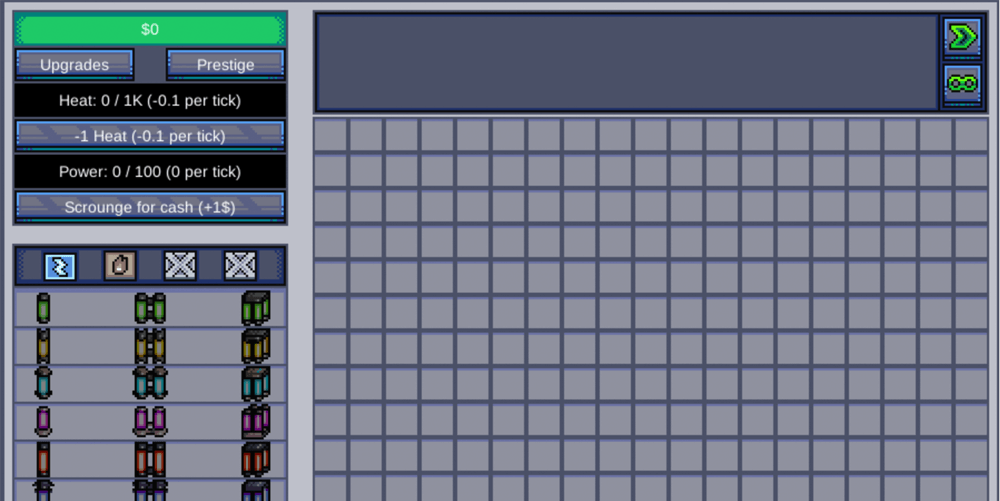 $0
Upgrades
Prestige
Heat: 0 / 1K (-0.1 per tick)
-1 Heat (-0.1 per tick)
Power: 0 / 100 (0 per tick)
Scrounge for cash (+1$)